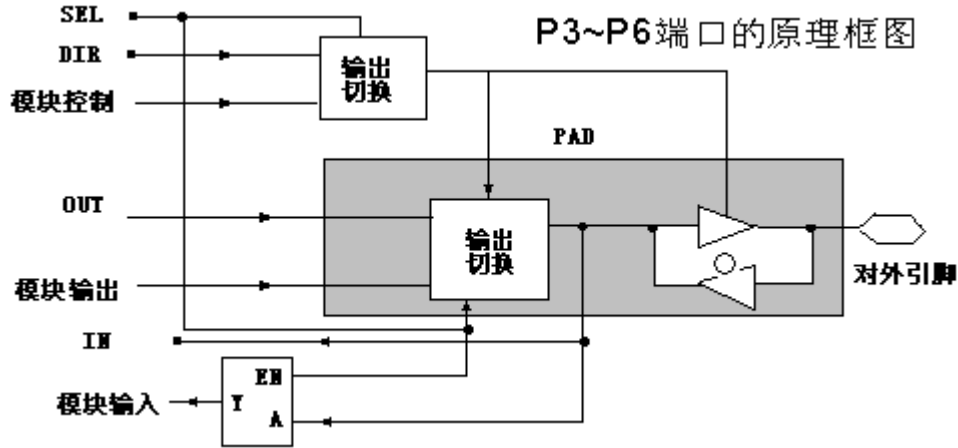 SEL
P3~P6端口的原理框图
DIR
输出
切换
模块控制
PAD
OUT
输出
切换
模块输出
对外引脚
IN
EN
模块输入
Y
A